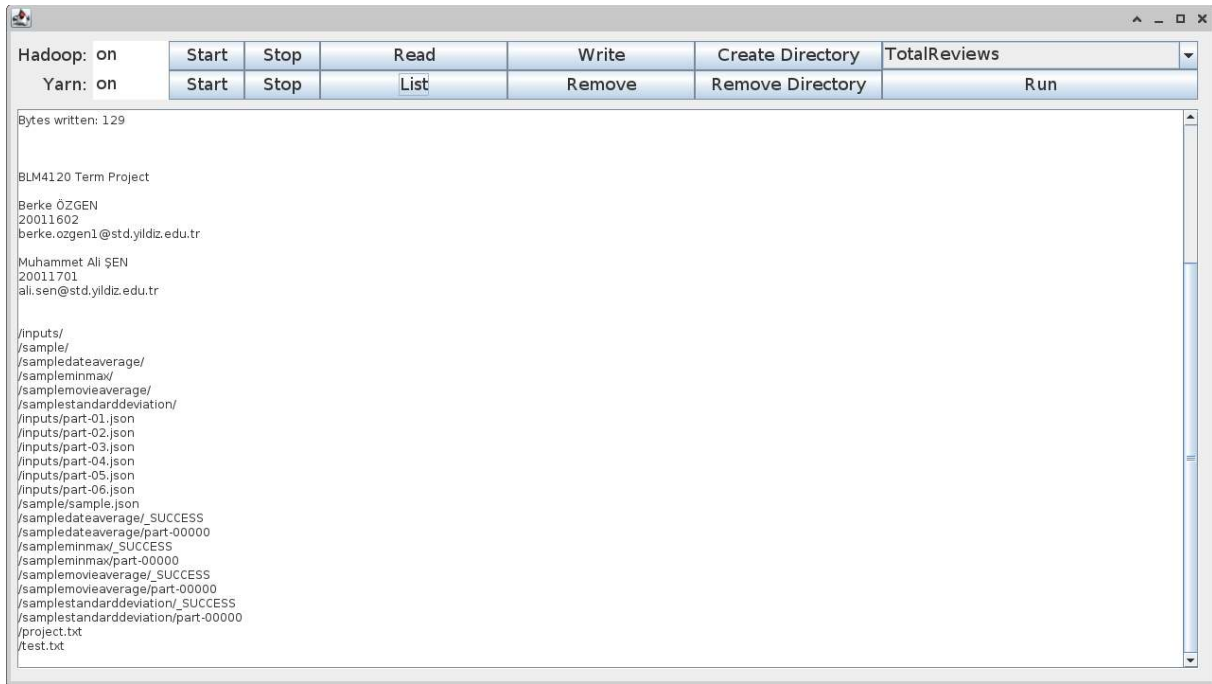 Hadoop: on Start Stop Read Write Create Directory TotalReviews
Yarn: on Start Stop List Remove Remove Directory Run
Bytes written: 129
BLM4120 Term Project
Berke ÖZGEN
20011602
berke.ozgen1@std.yildiz.edu.tr
Muhammet Ali ŞEN
20011701
ali.sen@std.yildiz.edu.tr
/inputs/
/sample/
/sampledateaverage/
/sampleminmax/
/samplemovieaverage/
/samplestandarddeviation/
/inputs/part-01.json
/inputs/part-02.json
/inputs/part-03.json
/inputs/part-04.json
/inputs/part-05.json
/inputs/part-06.json
/sample/sample.json
/sampledateaverage/_SUCCESS
/sampledateaverage/part-00000
/sampleminmax/_SUCCESS
/sampleminmax/part-00000
/samplemovieaverage/_SUCCESS
/samplemovieaverage/part-00000
/samplestandarddeviation/_SUCCESS
/samplestandarddeviation/part-00000
/project.txt
/test.txt